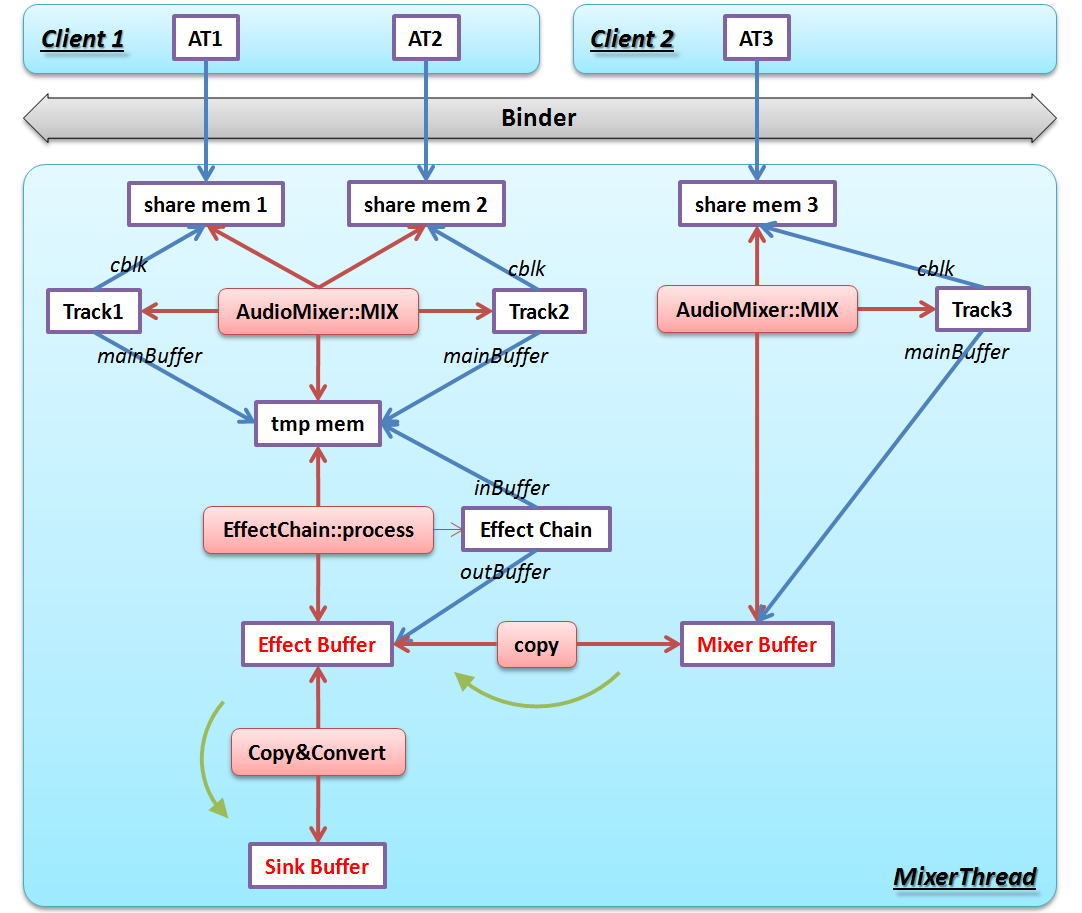 Client 1
AT1
AT2
Client 2
AT3
Binder
share mem 1
share mem 2
share mem 3
cblk
cblk
cblk
Track1
AudioMixer::MIX
Track2
AudioMixer::MIX
Track3
mainBuffer
mainBuffer
mainBuffer
tmp mem
inBuffer
EffectChain::process
Effect Chain
outBuffer
Effect Buffer
copy
Mixer Buffer
Copy&Convert
Sink Buffer
MixerThread